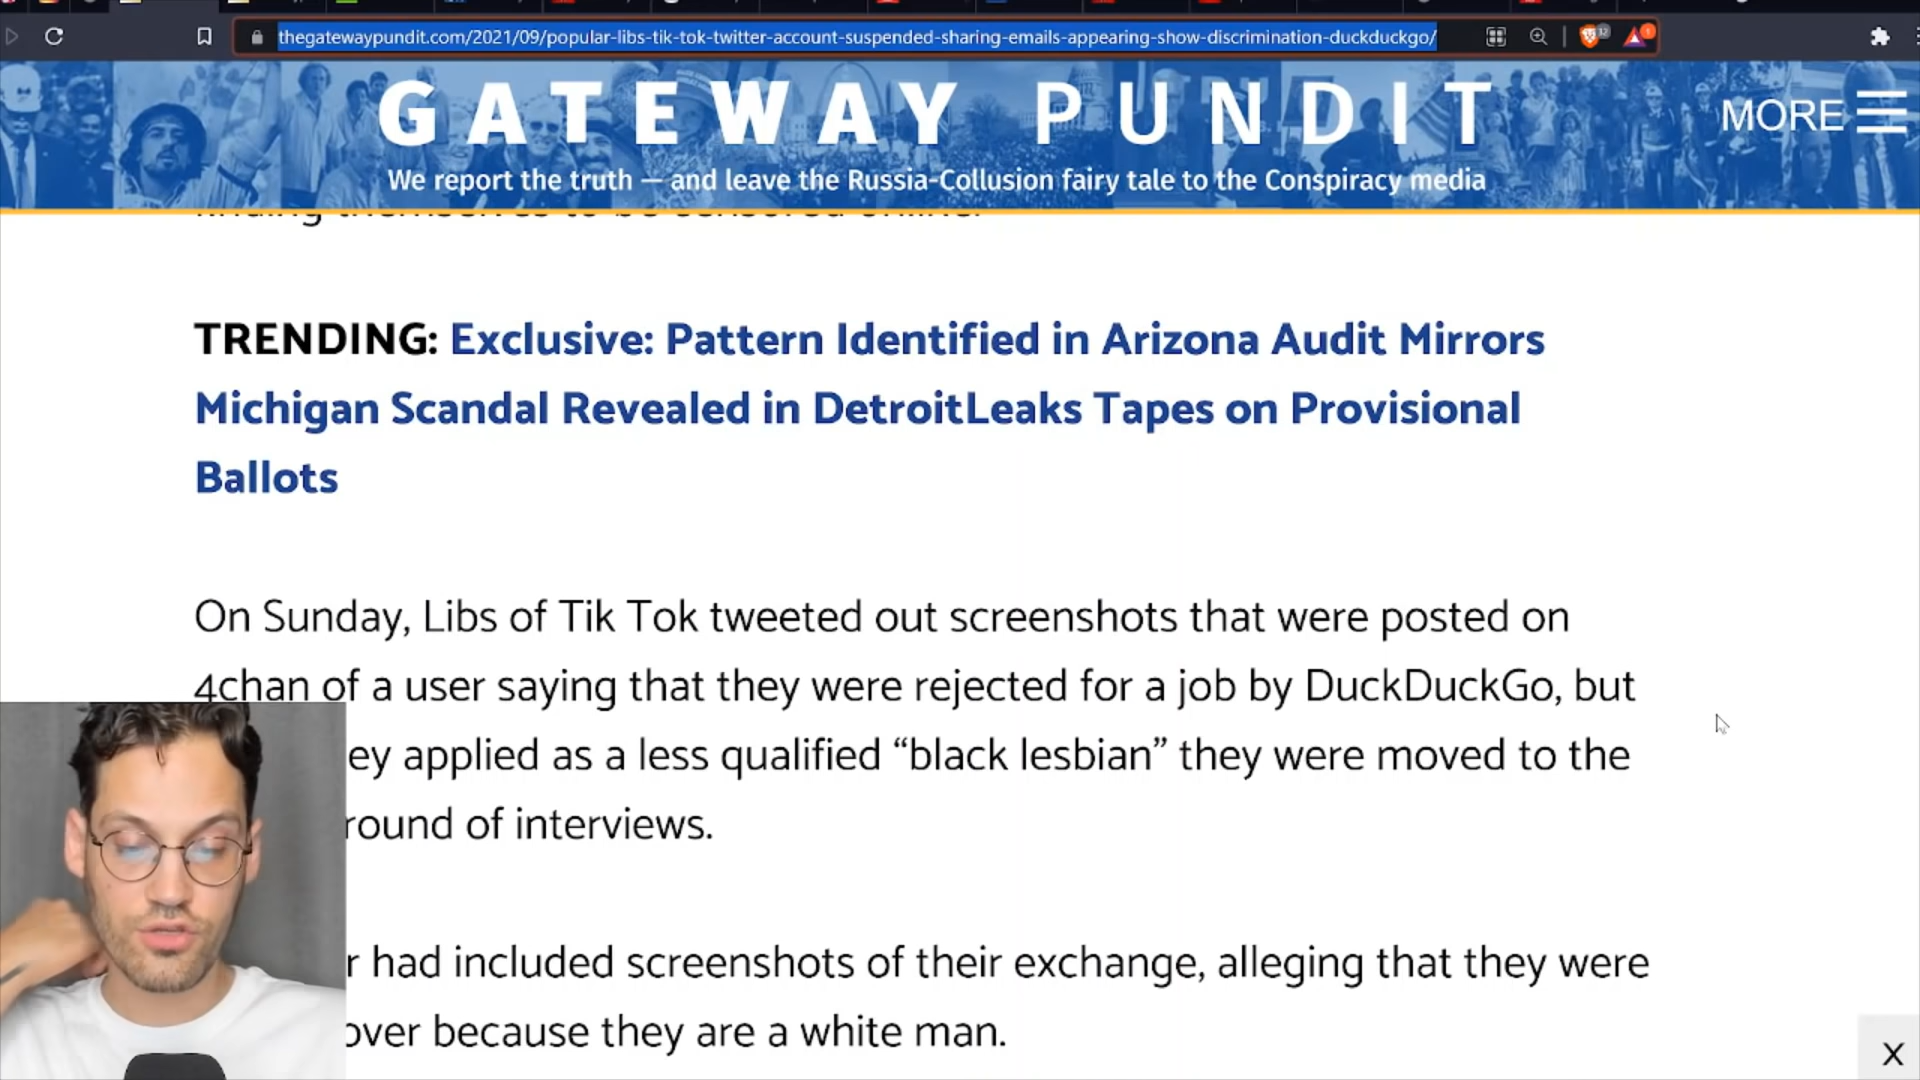 thegatewaypundit.com/2021/09/popular-libs-tik-tok-twitter-account-suspended-sharing-emails-appearing-show-discrimination-duckduckgo/
GATEWAY PUNDIT
MORE
We report the truth — and leave the Russia-Collusion fairy tale to the Conspiracy media
TRENDING: Exclusive: Pattern Identified in Arizona Audit Mirrors
Michigan Scandal Revealed in DetroitLeaks Tapes on Provisional
Ballots
On Sunday, Libs of Tik Tok tweeted out screenshots that were posted on
4chan of a user saying that they were rejected for a job by DuckDuckGo, but
ey applied as a less qualified “black lesbian” they were moved to the
round of interviews.
r had included screenshots of their exchange, alleging that they were
over because they are a white man.
X